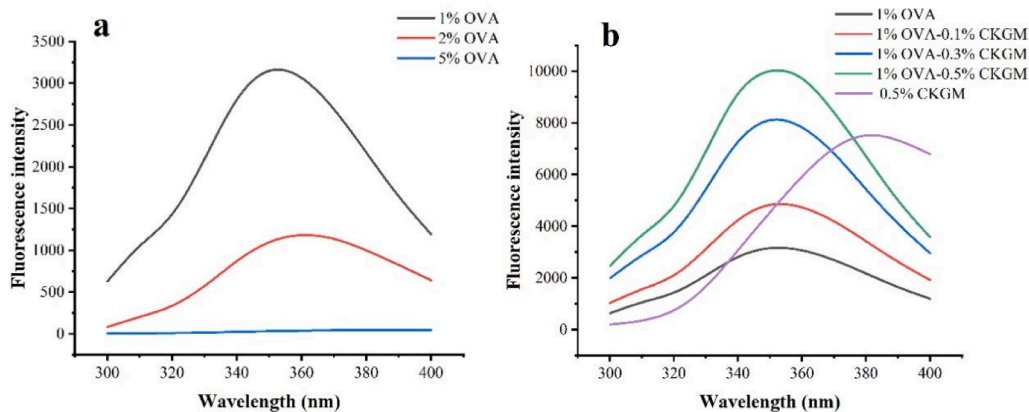 a
1% OVA
2% OVA
5% OVA
3500
3000
2500
2000
1500
1000
500
0
300
320
340
360
380
400
Fluorescence intensity
Wavelength (nm)
b
1% OVA
1% OVA-0.1% CKGM
1% OVA-0.3% CKGM
1% OVA-0.5% CKGM
0.5% CKGM
10000
8000
6000
4000
2000
0
300
320
340
360
380
400
Fluorescence intensity
Wavelength (nm)